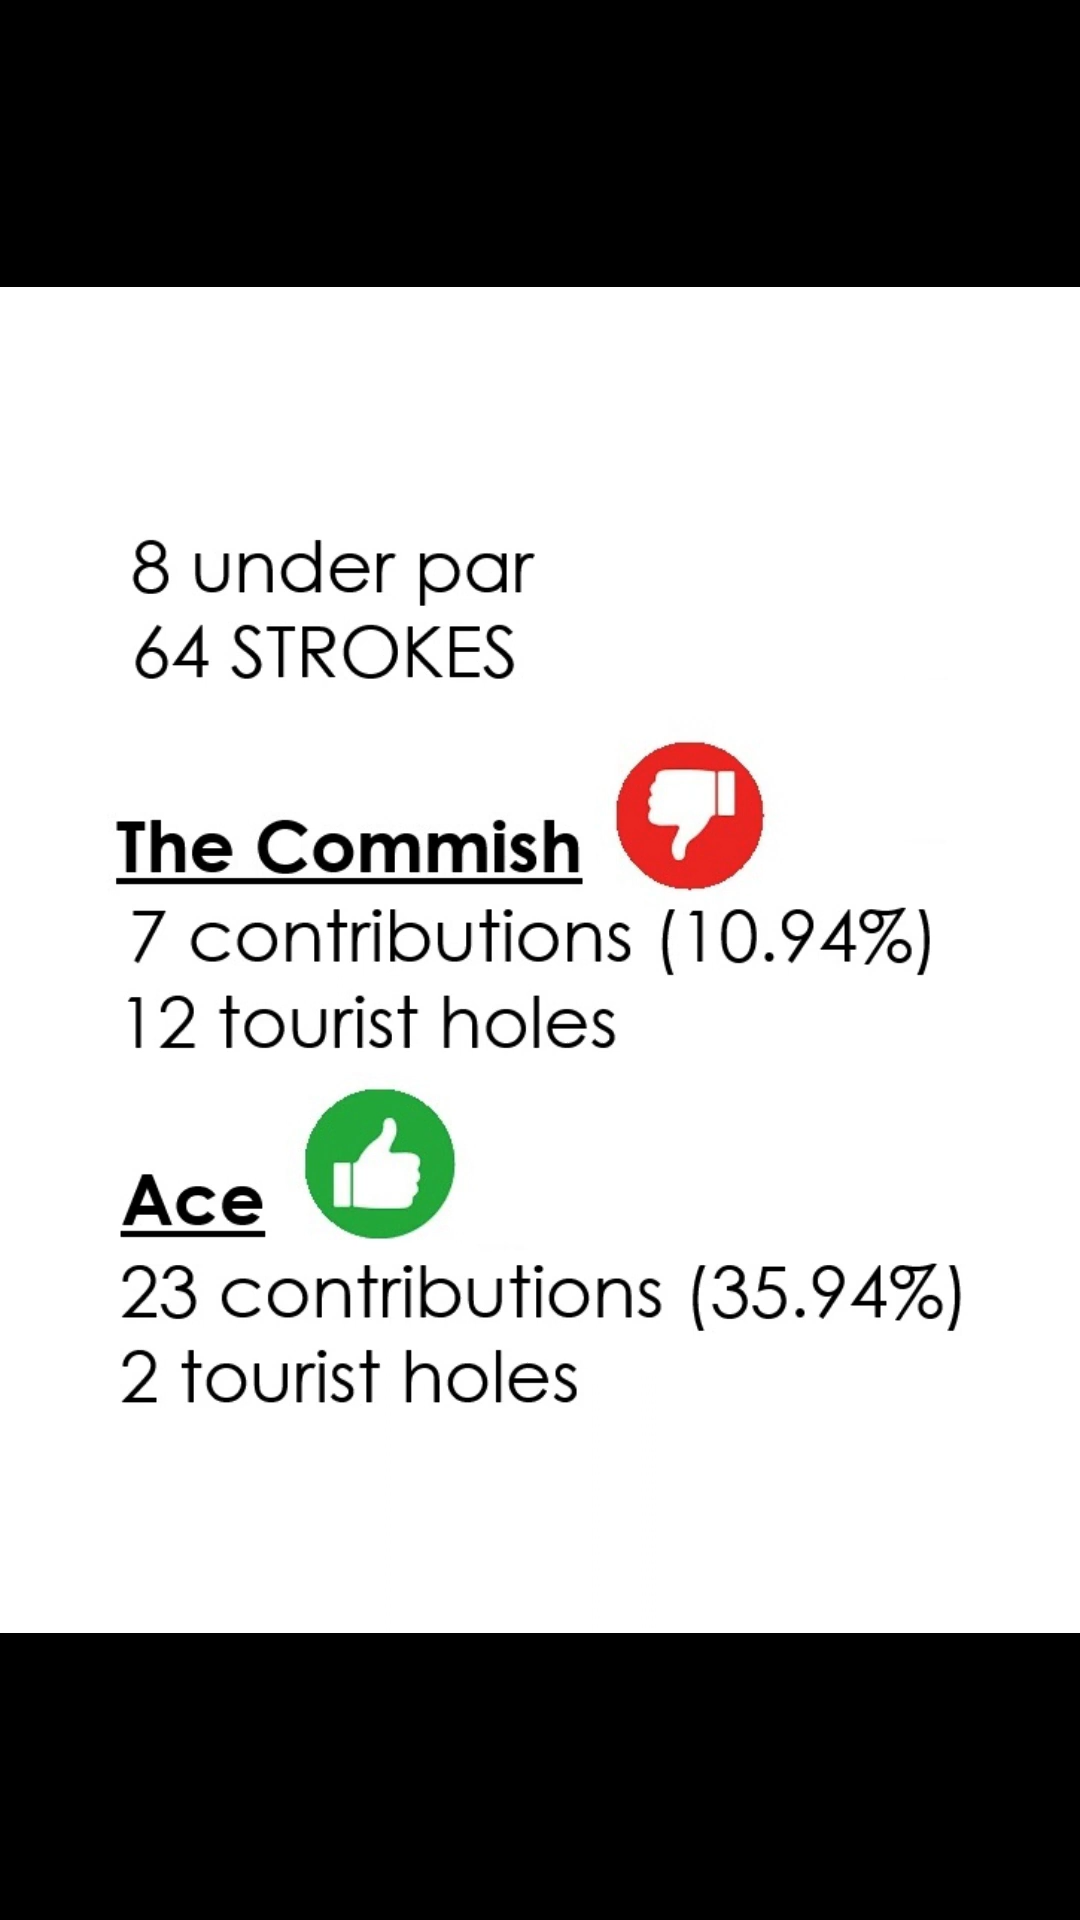 8 under par
64 STROKES
The Commish
7 contributions (10.94%)
12 tourist holes
Ace
23 contributions (35.94%)
2 tourist holes